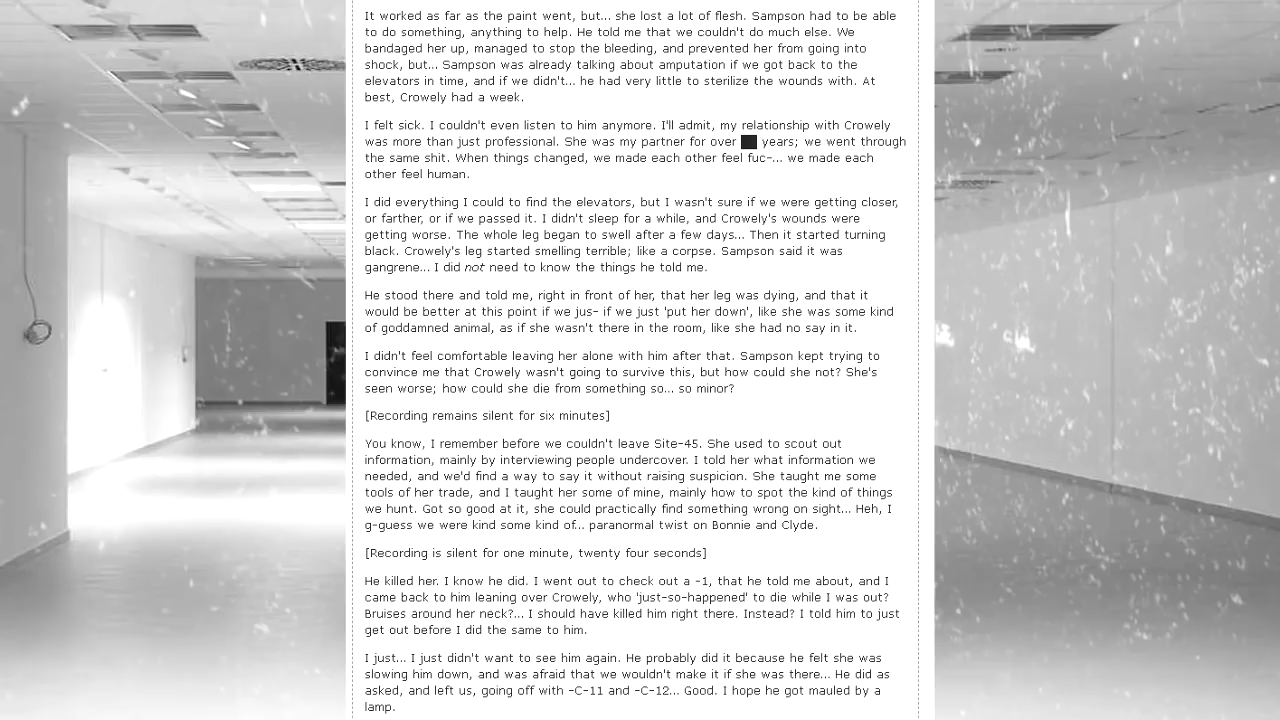 It worked as far as the paint went, but... she lost a lot of flesh. Sampson had to be able
to do something, anything to help. He told me that we couldn't do much else. We
bandaged her up, managed to stop the bleeding, and prevented her from going into
shock, but... Sampson was already talking about amputation if we got back to the
elevators in time, and if we didn't... he had very little to sterilize the wounds with. At
best, Crowely had a week.
I felt sick. I couldn't even listen to him anymore. I'll admit, my relationship with Crowely
was more than just professional. She was my partner for over ██ years; we went through
the same shit. When things changed, we made each other feel fuc-... we made each
other feel human.
I did everything I could to find the elevators, but I wasn't sure if we were getting closer,
or farther, or if we passed it. I didn't sleep for a while, and Crowely's wounds were
getting worse. The whole leg began to swell after a few days... Then it started turning
black. Crowely's leg started smelling terrible; like a corpse. Sampson said it was
gangrene... I did not need to know the things he told me.
He stood there and told me, right in front of her, that her leg was dying, and that it
would be better at this point if we jus- if we just 'put her down', like she was some kind
of goddamned animal, as if she wasn't there in the room, like she had no say in it.
I didn't feel comfortable leaving her alone with him after that. Sampson kept trying to
convince me that Crowely wasn't going to survive this, but how could she not? She's
seen worse; how could she die from something so... so minor?
[Recording remains silent for six minutes]
You know, I remember before we couldn't leave Site-45. She used to scout out
information, mainly by interviewing people undercover. I told her what information we
needed, and we'd find a way to say it without raising suspicion. She taught me some
tools of her trade, and I taught her some of mine, mainly how to spot the kind of things
we hunt. Got so good at it, she could practically find something wrong on sight... Heh, I
g-guess we were kind some kind of... paranormal twist on Bonnie and Clyde.
[Recording is silent for one minute, twenty four seconds]
He killed her. I know he did. I went out to check out a -1, that he told me about, and I
came back to him leaning over Crowely, who 'just-so-happened' to die while I was out?
Bruises around her neck?... I should have killed him right there. Instead? I told him to just
get out before I did the same to him.
I just... I just didn't want to see him again. He probably did it because he felt she was
slowing him down, and was afraid that we wouldn't make it if she was there... He did as
asked, and left us, going off with -C-11 and -C-12... Good. I hope he got mauled by a
lamp.